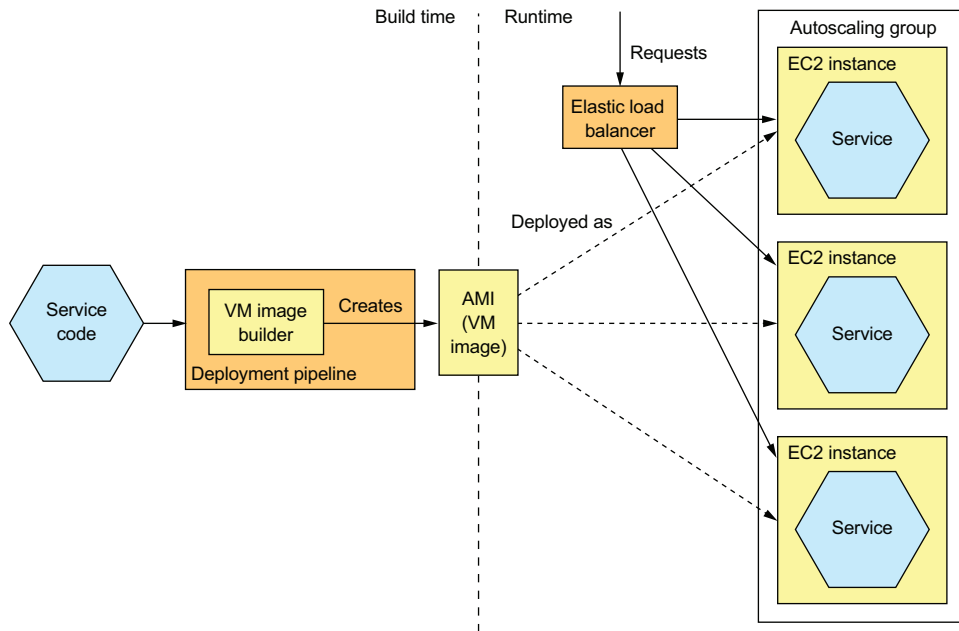 Build time
Runtime
Autoscaling group
Requests
EC2 instance
Elastic load
balancer
Service
Deployed as
EC2 instance
Service
code
VM image
builder
Creates
AMI
(VM
image)
Service
Deployment pipeline
EC2 instance
Service